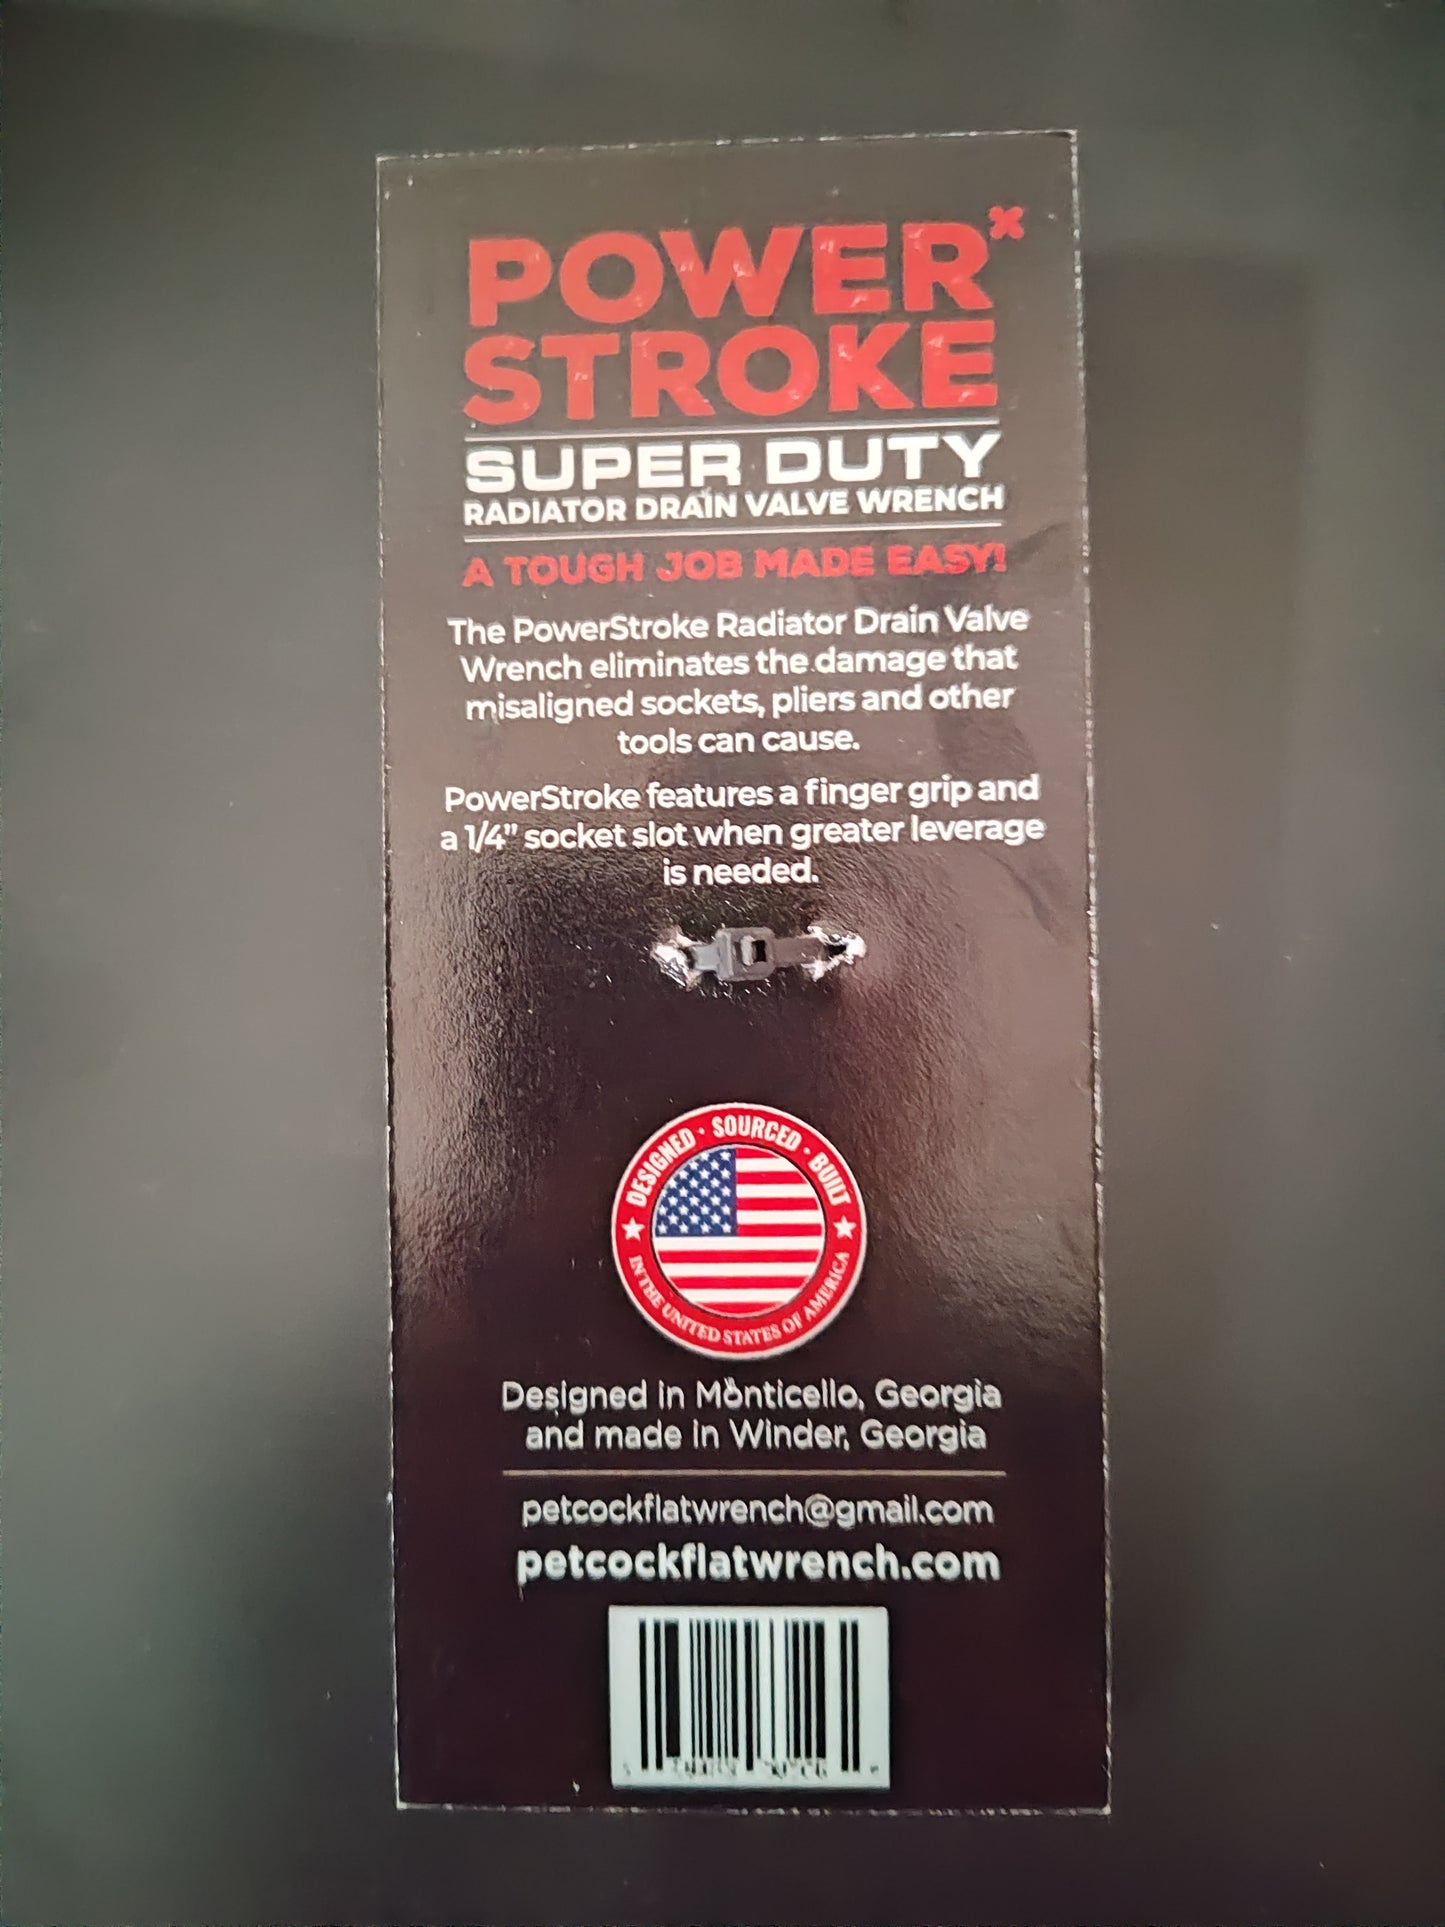 POWER
STROKE
SUPER DUTY
RADIATOR DRAIN VALVE WRENCH
A TOUGH JOB MADE EASY!
The PowerStroke Radiator Drain Valve
Wrench eliminates the damage that
misaligned sockets, pliers and other
tools can cause.
PowerStroke features a finger grip and
a 1/4" socket slot when greater leverage
is needed.
DESIGNED · SOURCED · BUILT
IN THE UNITED STATES OF AMERICA
Designed in Monticello, Georgia
and made in Winder, Georgia
petcockflatwrench@gmail.com
petcockflatwrench.com